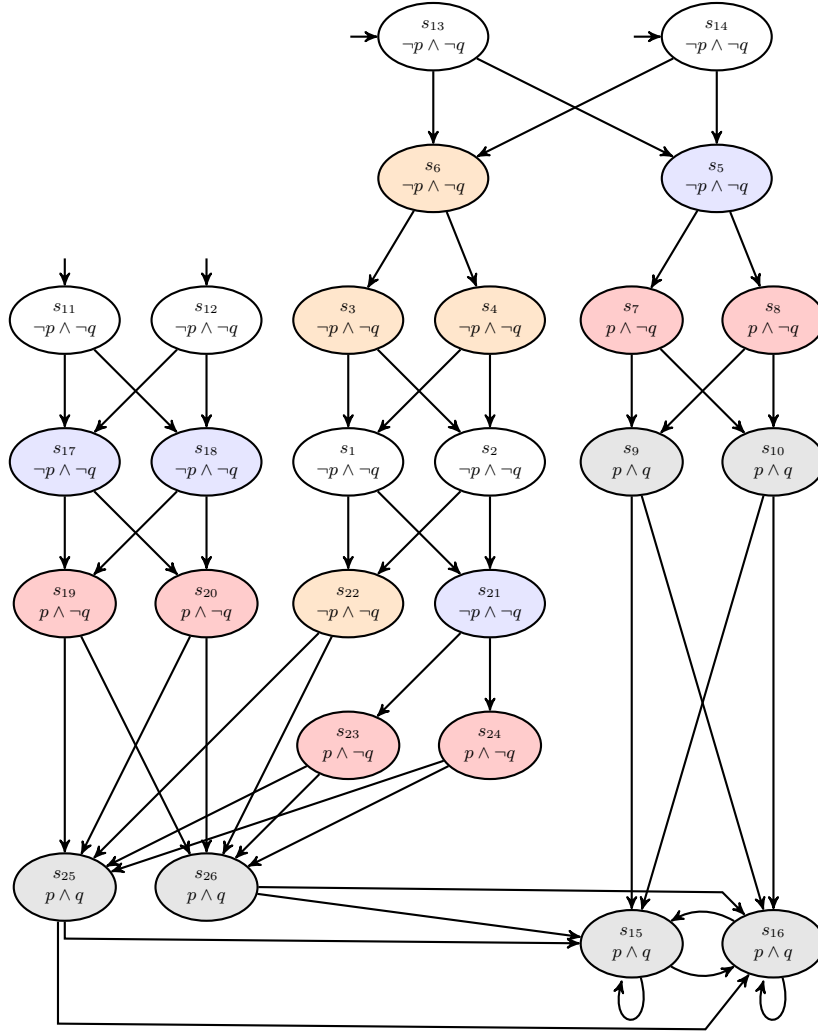 s₁₃
¬p ∧ ¬q
s₁₄
¬p ∧ ¬q
s₆
¬p ∧ ¬q
s₅
¬p ∧ ¬q
s₁₁
¬p ∧ ¬q
s₁₂
¬p ∧ ¬q
s₃
¬p ∧ ¬q
s₄
¬p ∧ ¬q
s₇
p ∧ ¬q
s₈
p ∧ ¬q
s₁₇
¬p ∧ ¬q
s₁₈
¬p ∧ ¬q
s₁
¬p ∧ ¬q
s₂
¬p ∧ ¬q
s₉
p ∧ q
s₁₀
p ∧ q
s₁₉
p ∧ ¬q
s₂₀
p ∧ ¬q
s₂₂
¬p ∧ ¬q
s₂₁
¬p ∧ ¬q
s₂₃
p ∧ ¬q
s₂₄
p ∧ ¬q
s₂₅
p ∧ q
s₂₆
p ∧ q
s₁₅
p ∧ q
s₁₆
p ∧ q